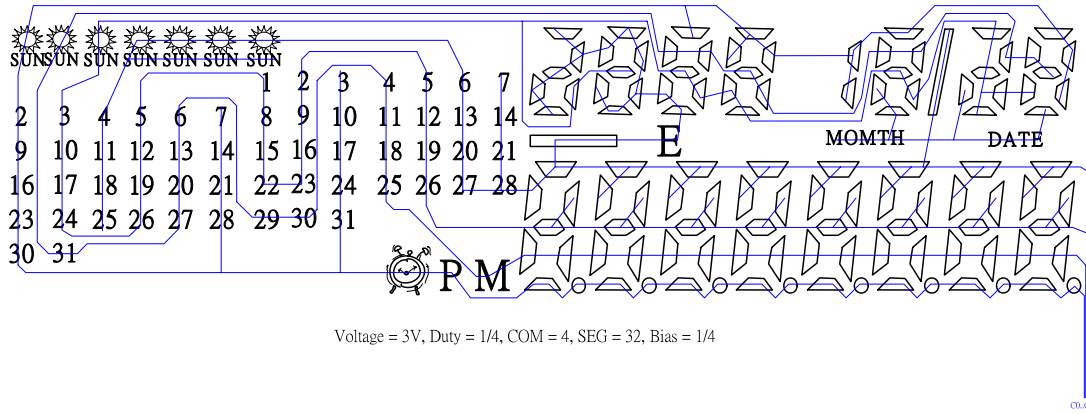 SUN SUN SUN SUN SUN SUN SUN
1 2 3 4 5 6 7
2 3 4 5 6 7 8 9 10 11 12 13 14
MOMTH DATE
E
9 10 11 12 13 14 15 16 17 18 19 20 21
16 17 18 19 20 21 22 23 24 25 26 27 28
23 24 25 26 27 28 29 30 31
30 31
PM
Voltage = 3V, Duty = 1/4, COM = 4, SEG = 32, Bias = 1/4